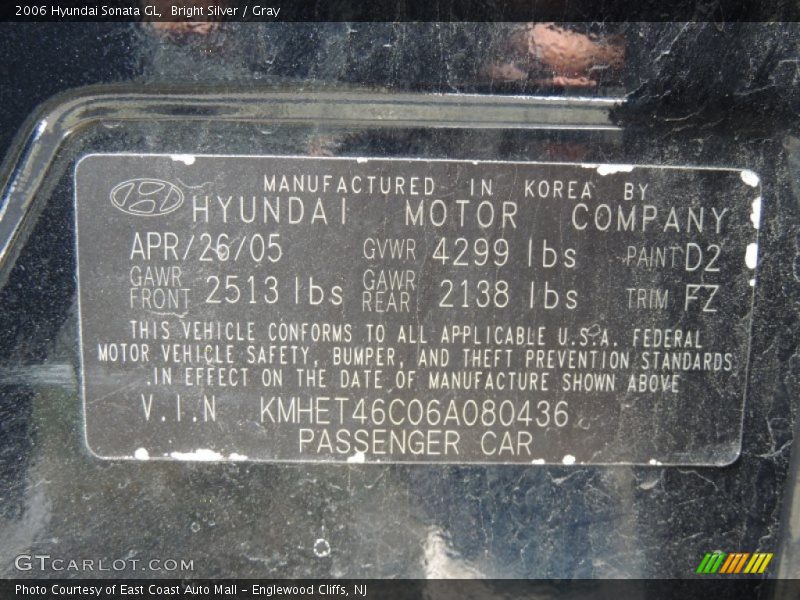 2006 Hyundai Sonata GL, Bright Silver / Gray
MANUFACTURED IN KOREA BY
HYUNDAI MOTOR COMPANY
APR/26/05 GVWR 4299 lbs PAINT D2
GAWR FRONT 2513 lbs GAWR REAR 2138 lbs TRIM FZ
THIS VEHICLE CONFORMS TO ALL APPLICABLE U.S.A. FEDERAL
MOTOR VEHICLE SAFETY, BUMPER, AND THEFT PREVENTION STANDARDS
IN EFFECT ON THE DATE OF MANUFACTURE SHOWN ABOVE
V.I.N KMHET46C06A080436
PASSENGER CAR
GTCARLOT.COM
Photo Courtesy of East Coast Auto Mall - Englewood Cliffs, NJ